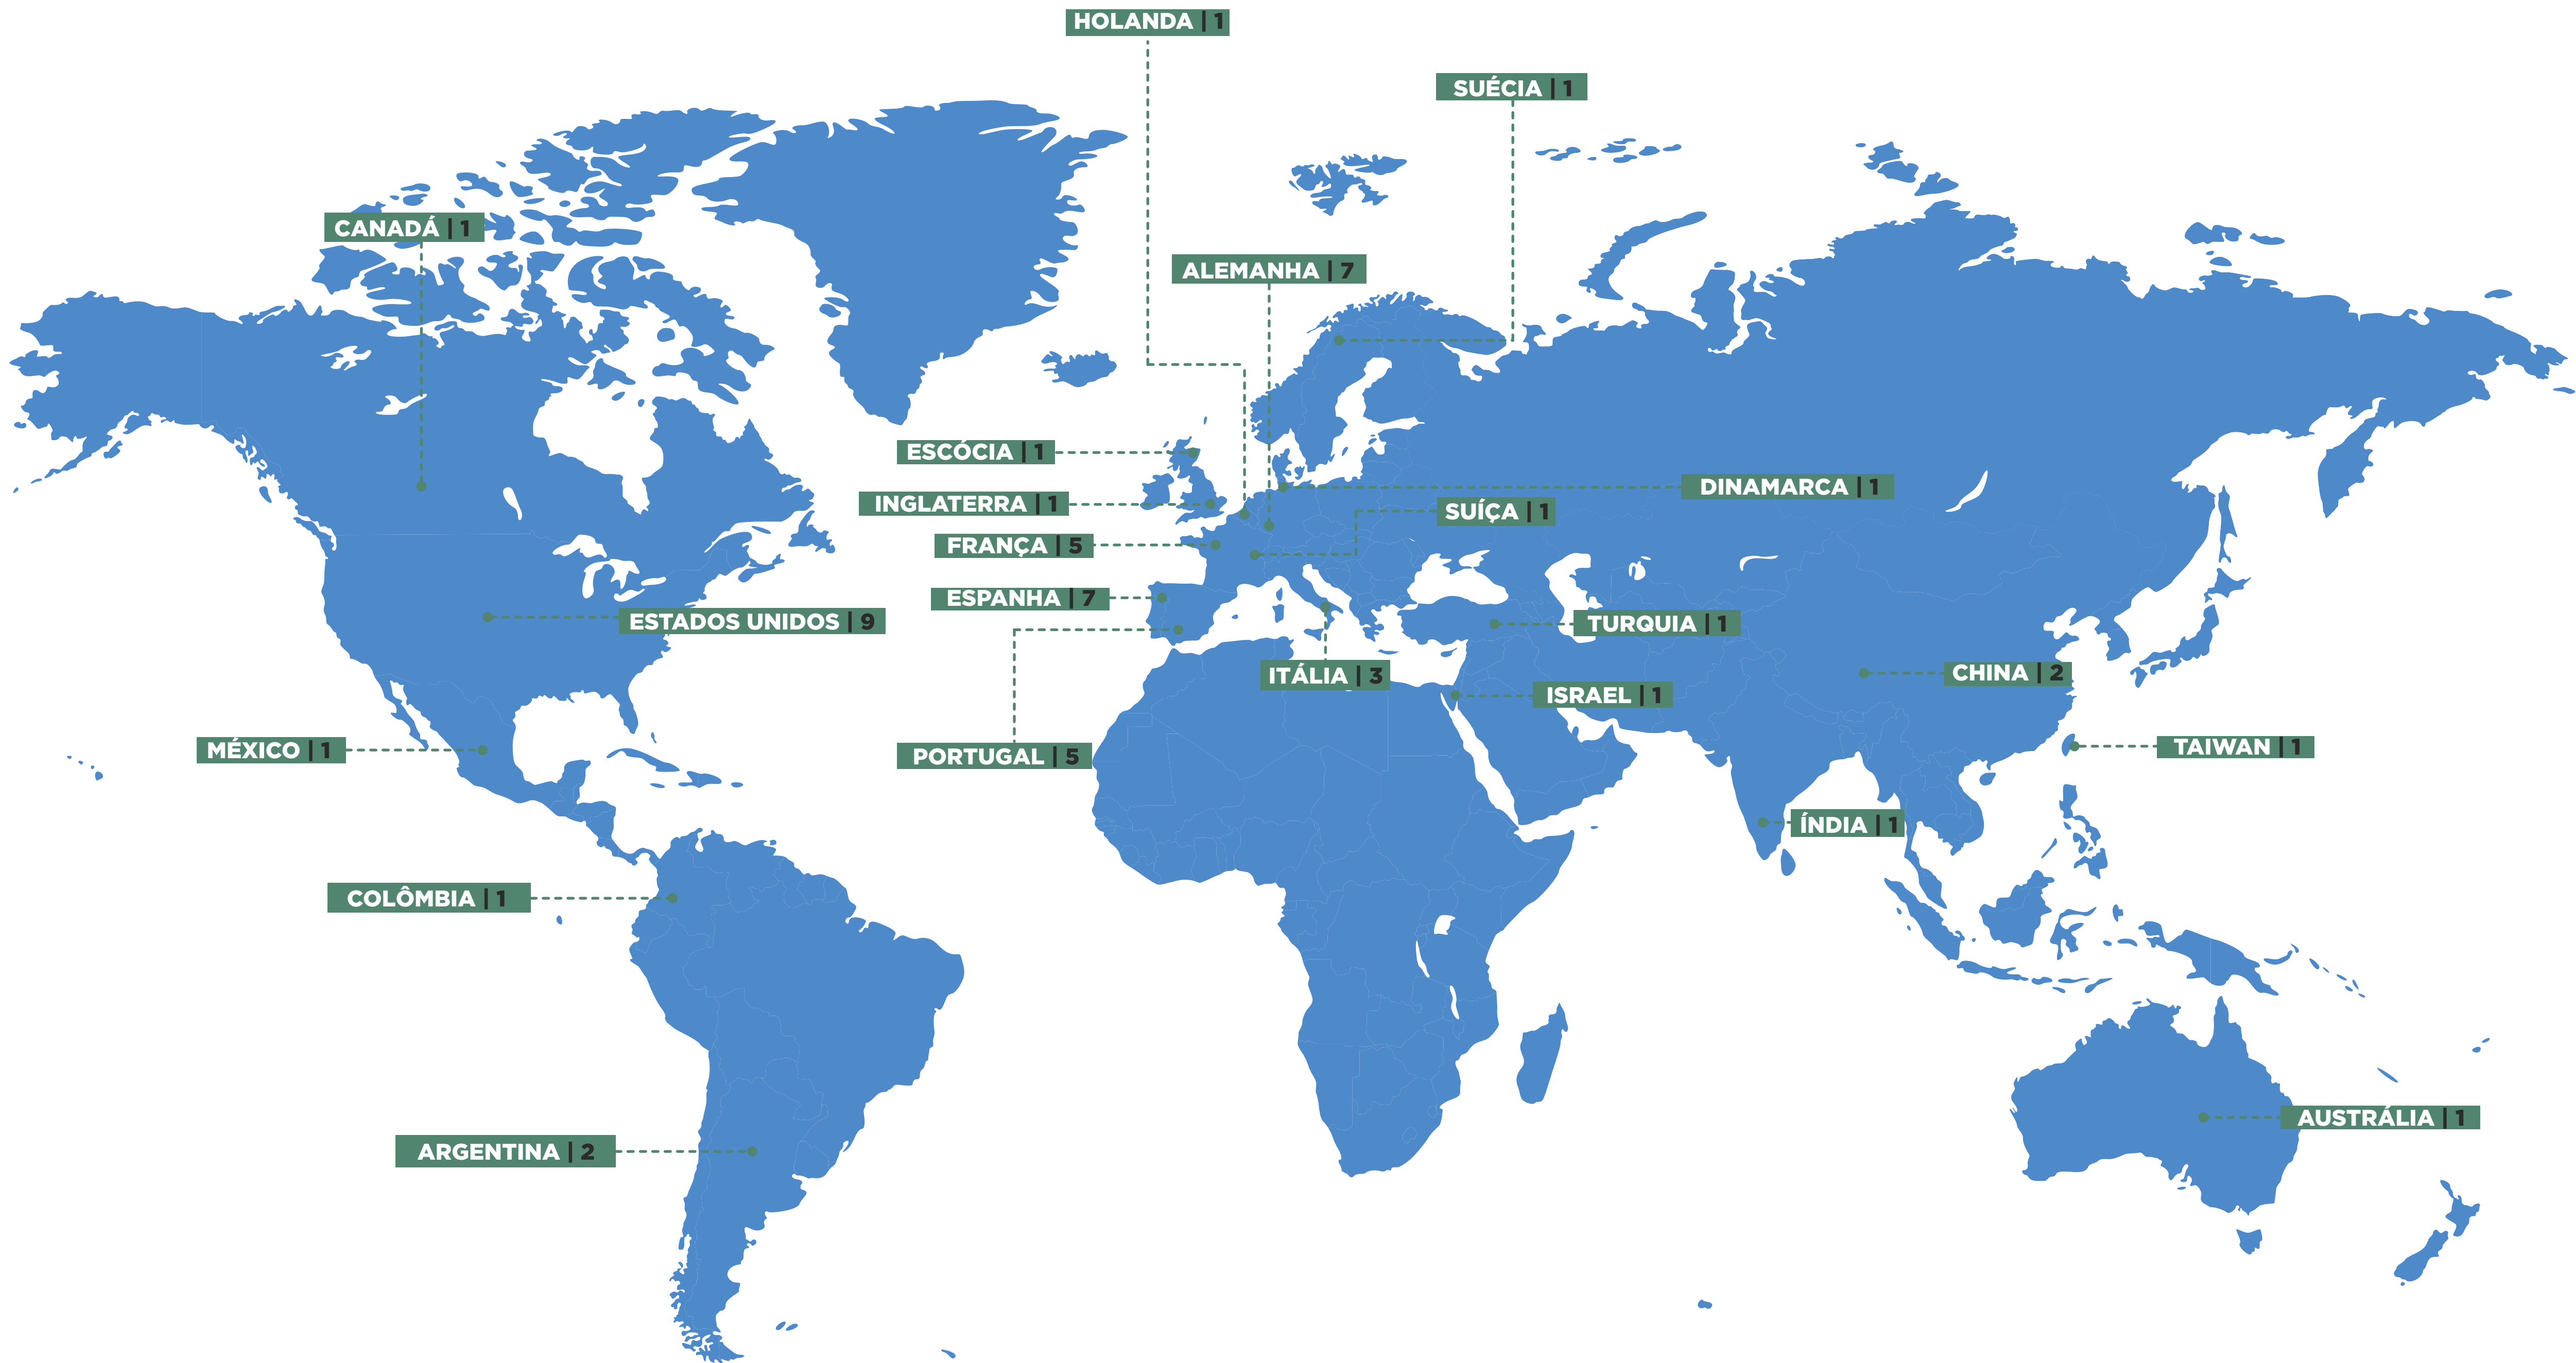 HOLANDA | 1
SUÉCIA | 1
CANADÁ | 1
ALEMANHA | 7
ESCÓCIA | 1
DINAMARCA | 1
INGLATERRA | 1
SUÍÇA | 1
FRANÇA | 5
ESPANHA | 7
ESTADOS UNIDOS | 9
TURQUIA | 1
ITÁLIA | 3
CHINA | 2
ISRAEL | 1
MÉXICO | 1
PORTUGAL | 5
TAIWAN | 1
ÍNDIA | 1
COLÔMBIA | 1
AUSTRÁLIA | 1
ARGENTINA | 2